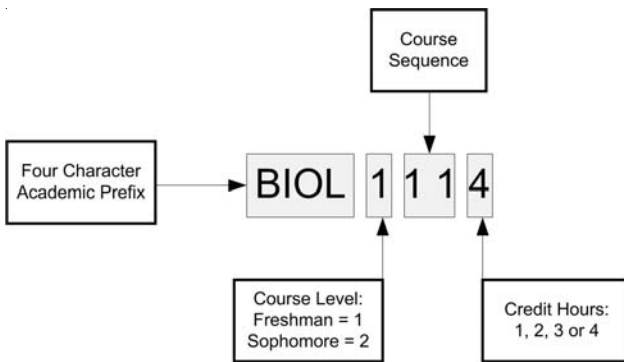 Course
Sequence
Four Character
Academic Prefix
BIOL 1 1 1 4
Course Level:
Freshman = 1
Sophomore = 2
Credit Hours:
1, 2, 3 or 4